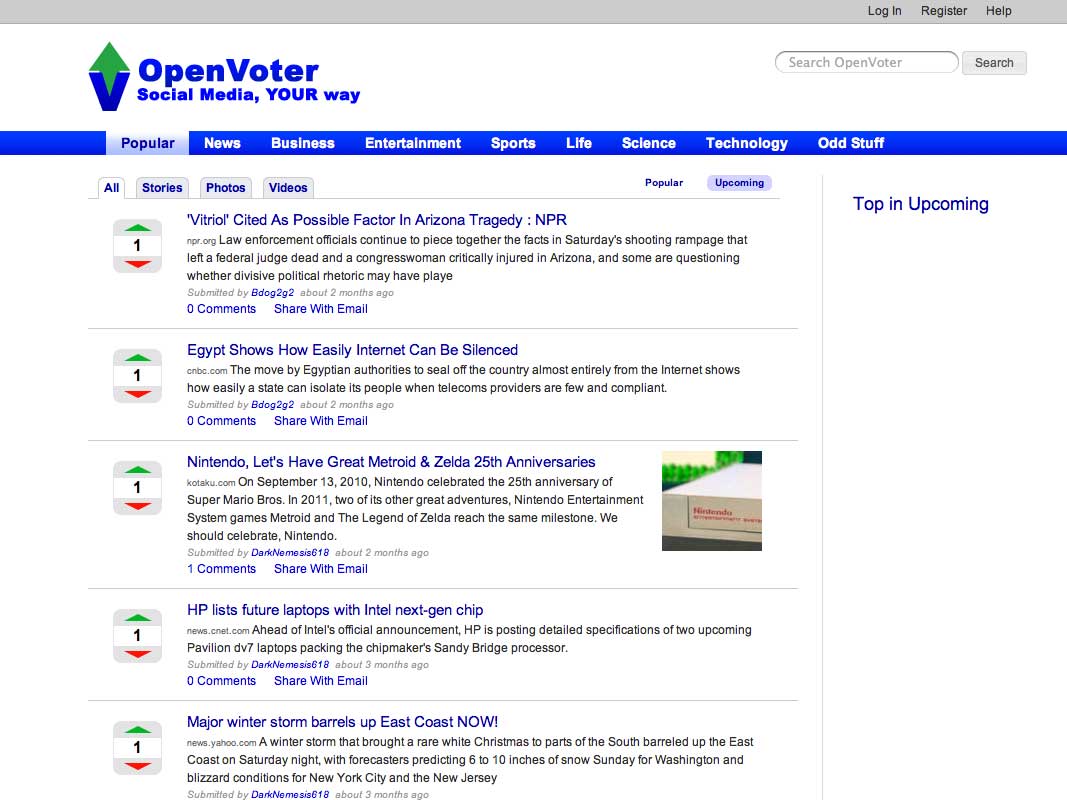 Log In Register Help
OpenVoter
Social Media, YOUR way
Search OpenVoter Search
Popular News Business Entertainment Sports Life Science Technology Odd Stuff
All Stories Photos Videos Popular Upcoming
Top in Upcoming
1
'Vitriol' Cited As Possible Factor In Arizona Tragedy : NPR
npr.org Law enforcement officials continue to piece together the facts in Saturday's shooting rampage that
left a federal judge dead and a congresswoman critically injured in Arizona, and some are questioning
whether divisive political rhetoric may have playe
Submitted by Bdog2g2 about 2 months ago
0 Comments Share With Email
1
Egypt Shows How Easily Internet Can Be Silenced
cnbc.com The move by Egyptian authorities to seal off the country almost entirely from the Internet shows
how easily a state can isolate its people when telecoms providers are few and compliant.
Submitted by Bdog2g2 about 2 months ago
0 Comments Share With Email
1
Nintendo, Let's Have Great Metroid & Zelda 25th Anniversaries
kotaku.com On September 13, 2010, Nintendo celebrated the 25th anniversary of
Super Mario Bros. In 2011, two of its other great adventures, Nintendo Entertainment
System games Metroid and The Legend of Zelda reach the same milestone. We
should celebrate, Nintendo.
Submitted by DarkNemesis618 about 2 months ago
1 Comments Share With Email
Nintendo
ENTERTAINMENT SYSTEM
1
HP lists future laptops with Intel next-gen chip
news.cnet.com Ahead of Intel's official announcement, HP is posting detailed specifications of two upcoming
Pavilion dv7 laptops packing the chipmaker's Sandy Bridge processor.
Submitted by DarkNemesis618 about 3 months ago
0 Comments Share With Email
1
Major winter storm barrels up East Coast NOW!
news.yahoo.com A winter storm that brought a rare white Christmas to parts of the South barreled up the East
Coast on Saturday night, with forecasters predicting 6 to 10 inches of snow Sunday for Washington and
blizzard conditions for New York City and the New Jersey
Submitted by DarkNemesis618 about 3 months ago